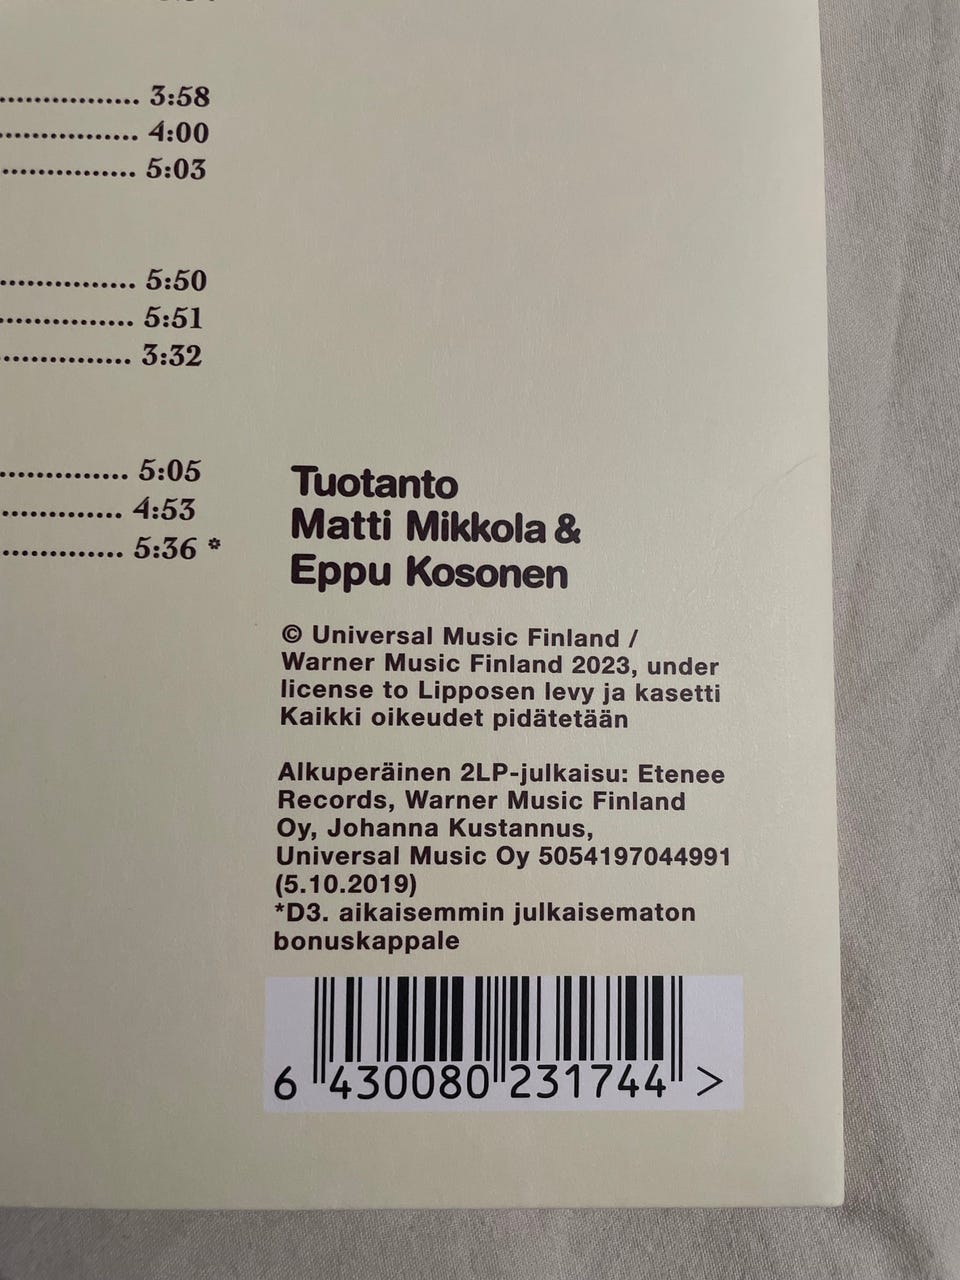 3:58
4:00
5:03
5:50
5:51
3:32
5:05
4:53
5:36 *
Tuotanto
Matti Mikkola &
Eppu Kosonen
© Universal Music Finland /
Warner Music Finland 2023, under
license to Lipposen levy ja kasetti
Kaikki oikeudet pidätetään
Alkuperäinen 2LP-julkaisu: Etenee
Records, Warner Music Finland
Oy, Johanna Kustannus,
Universal Music Oy 5054197044991
(5.10.2019)
*D3. aikaisemmin julkaisematon
bonuskappale
6 430080 231744 >